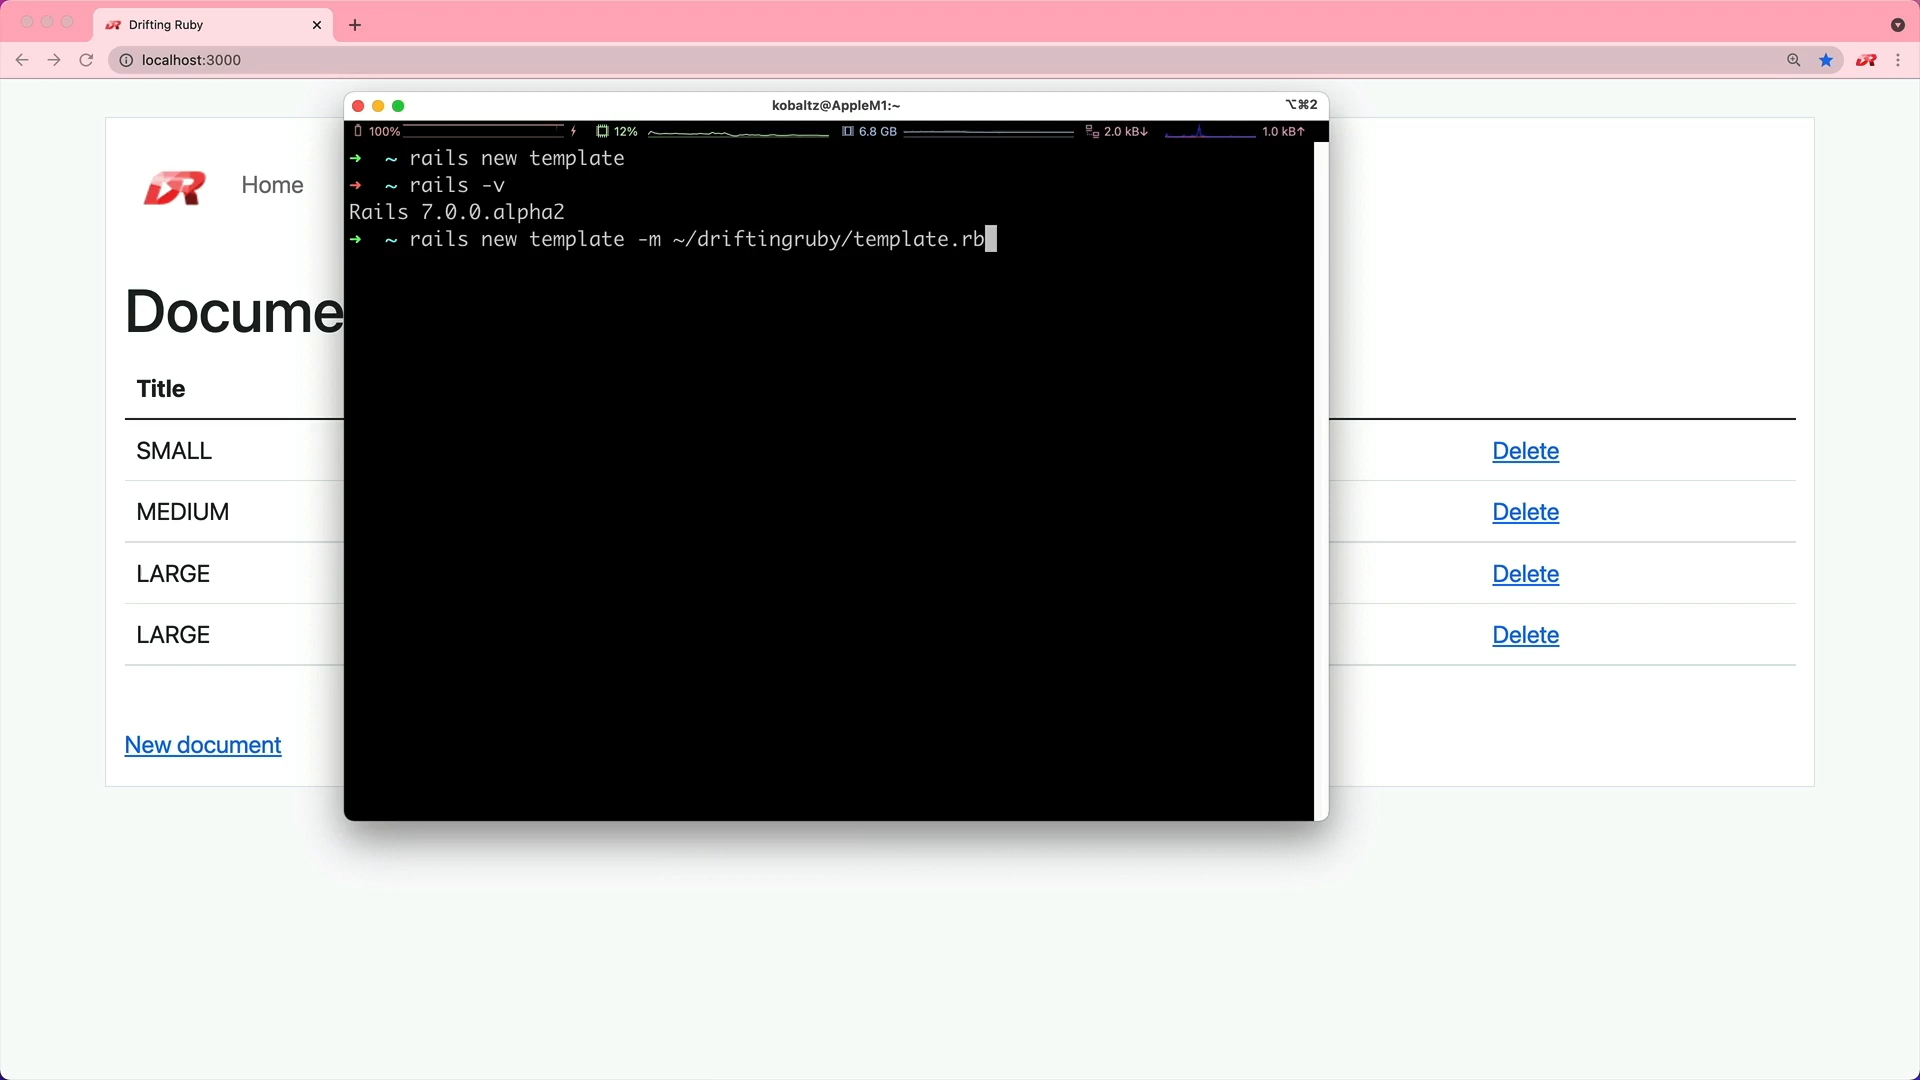 Drifting Ruby
localhost:3000
kobaltz@AppleM1:~
⌥⌘2
100% 12% 6.8 GB 2.0 kB↓ 1.0 kB↑
➜ ~ rails new template
➜ ~ rails -v
Rails 7.0.0.alpha2
➜ ~ rails new template -m ~/driftingruby/template.rb
DR Home
Docume
Title
SMALL Delete
MEDIUM Delete
LARGE Delete
LARGE Delete
New document